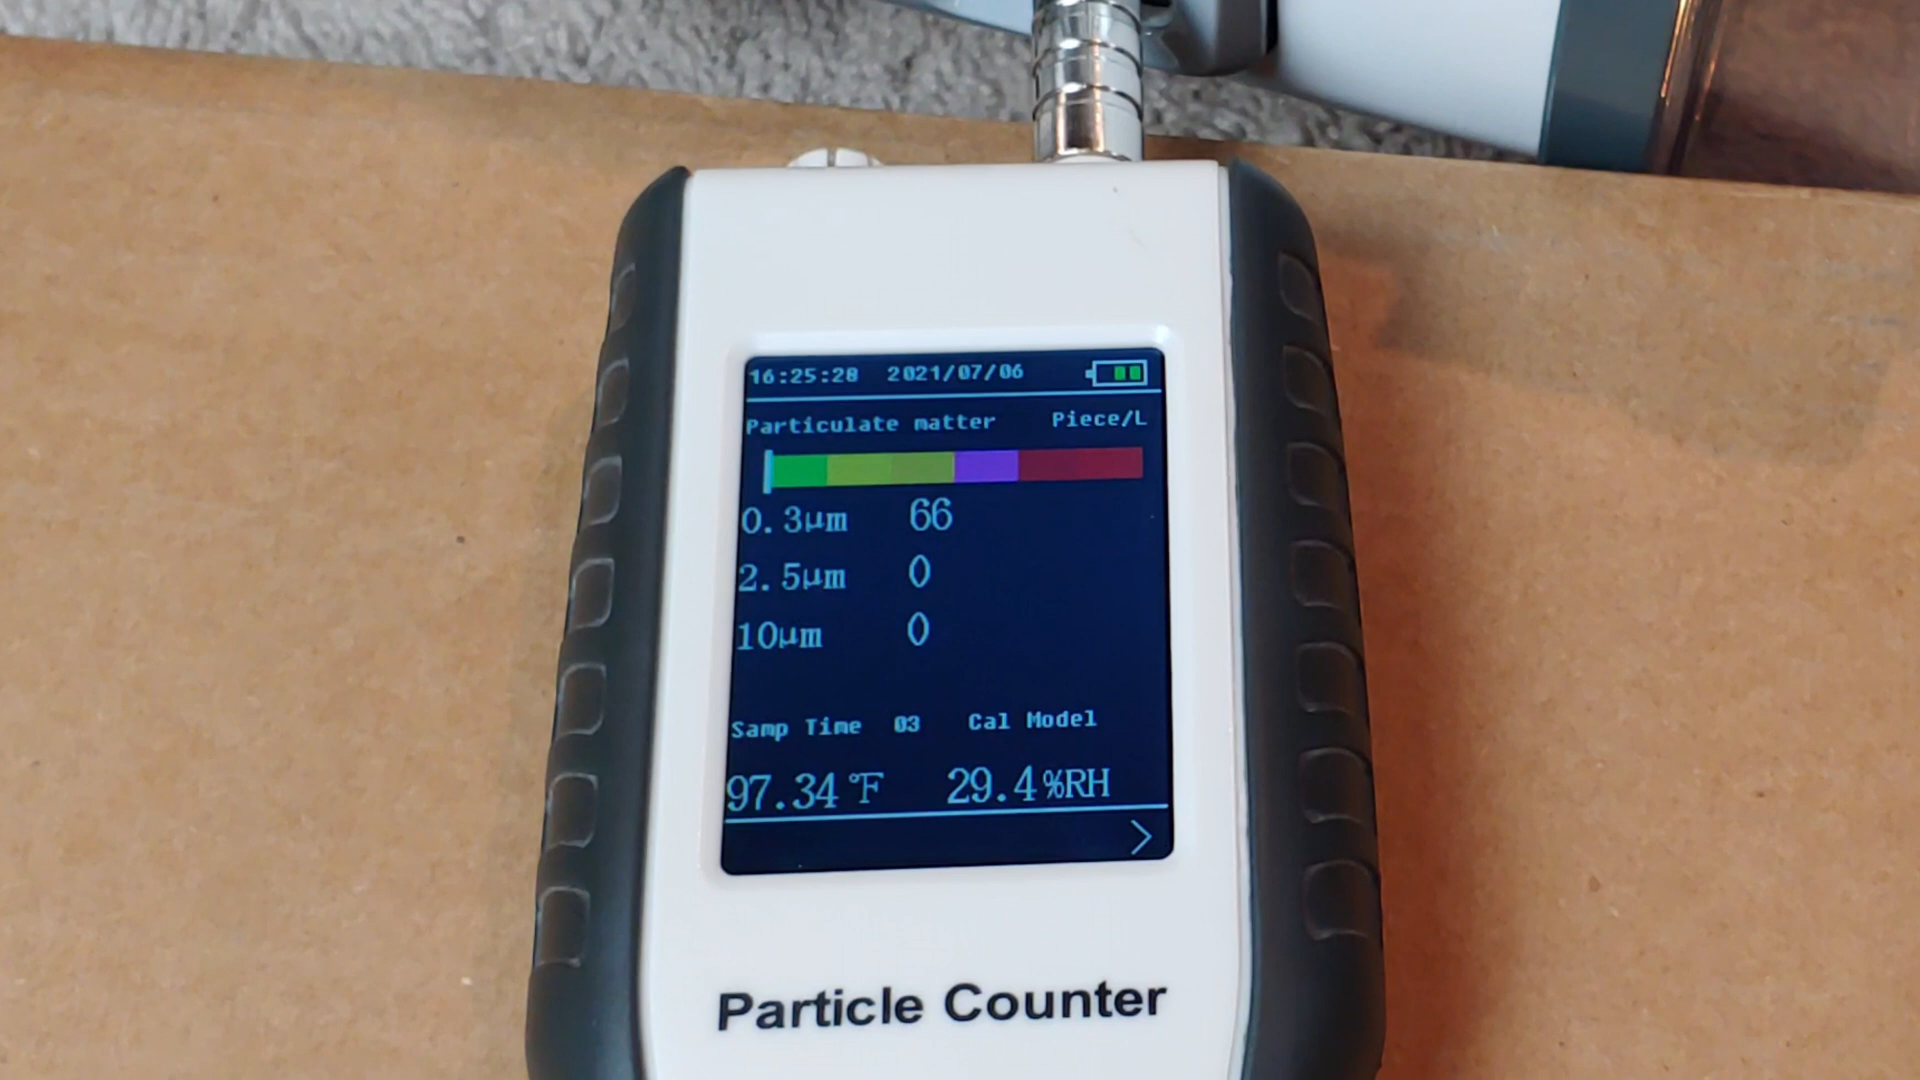 16:25:28 2021/07/06
Particulate matter Piece/L
0.3μm 66
2.5μm 0
10μm 0
Samp Time 03 Cal Model
97.34℉ 29.4%RH
>
Particle Counter